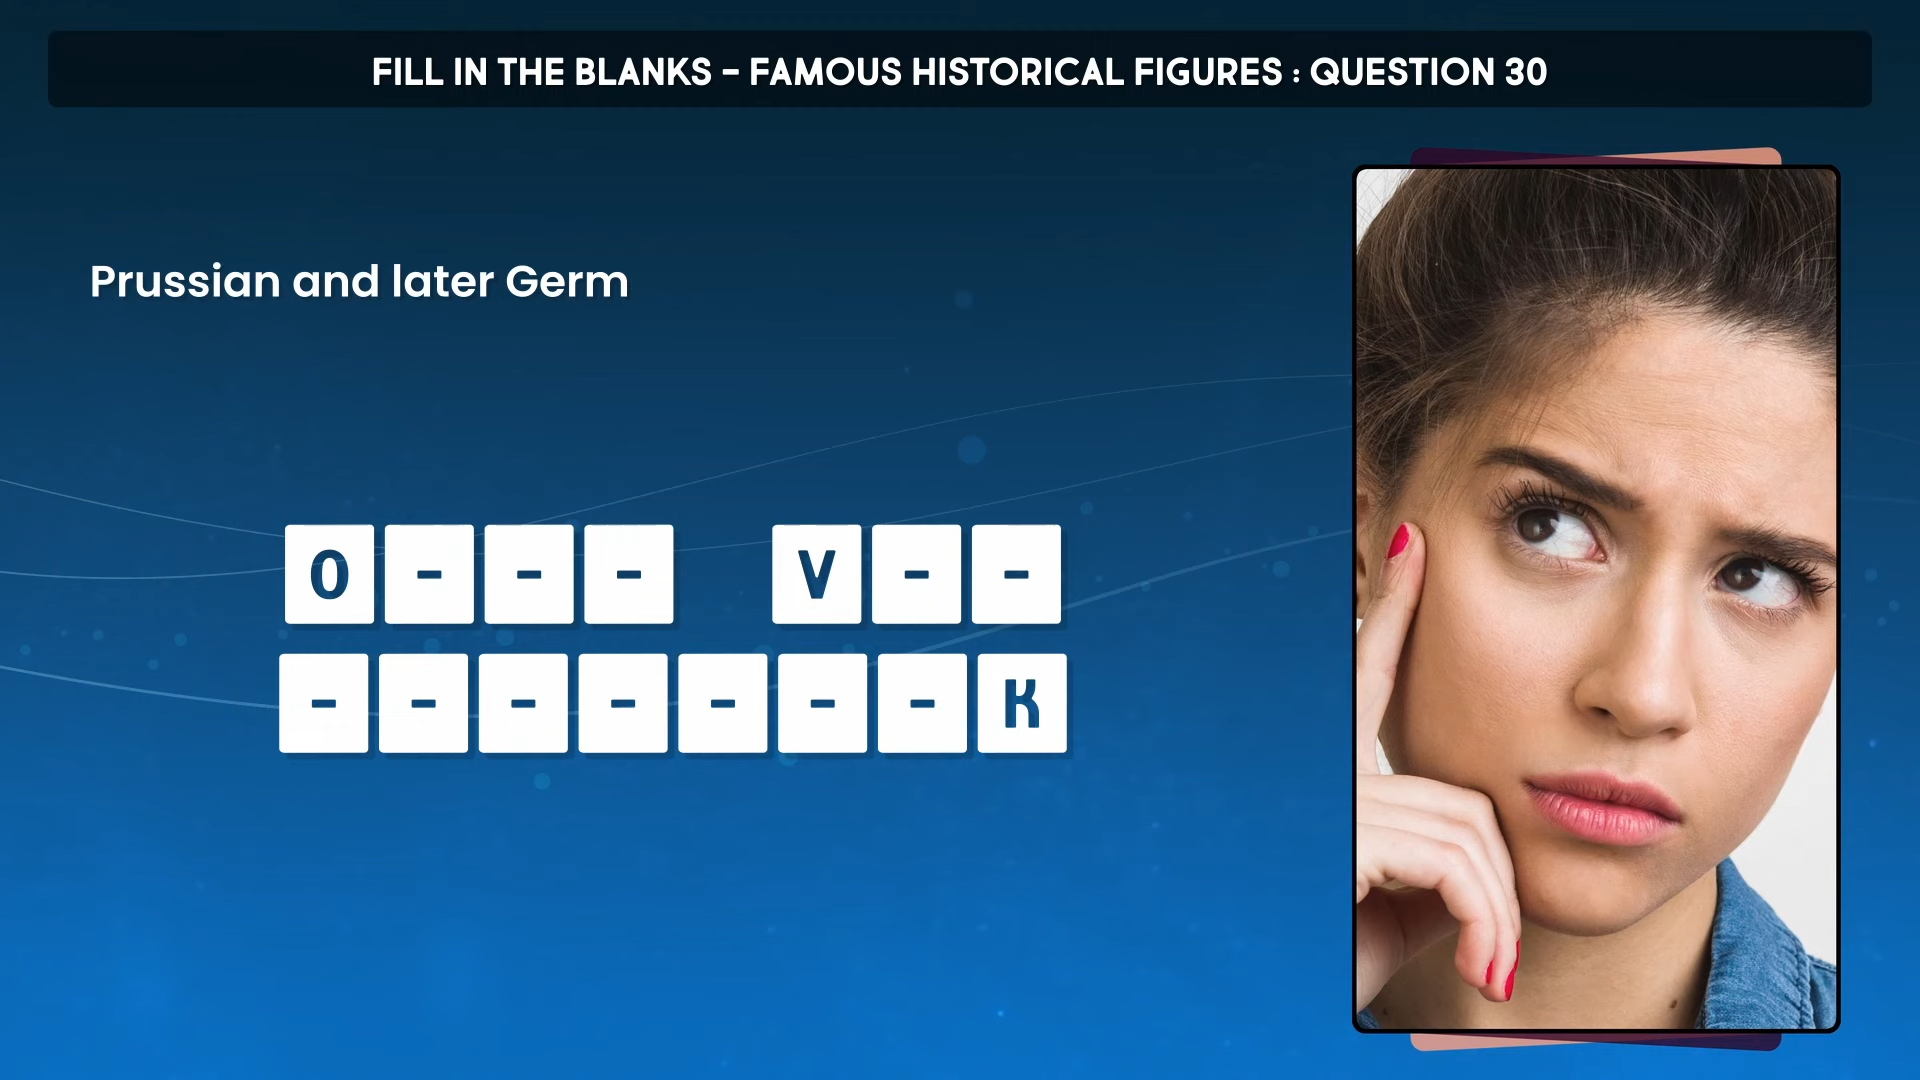 FILL IN THE BLANKS - FAMOUS HISTORICAL FIGURES : QUESTION 30
Prussian and later Germ
O - - - V - -
- - - - - - - K